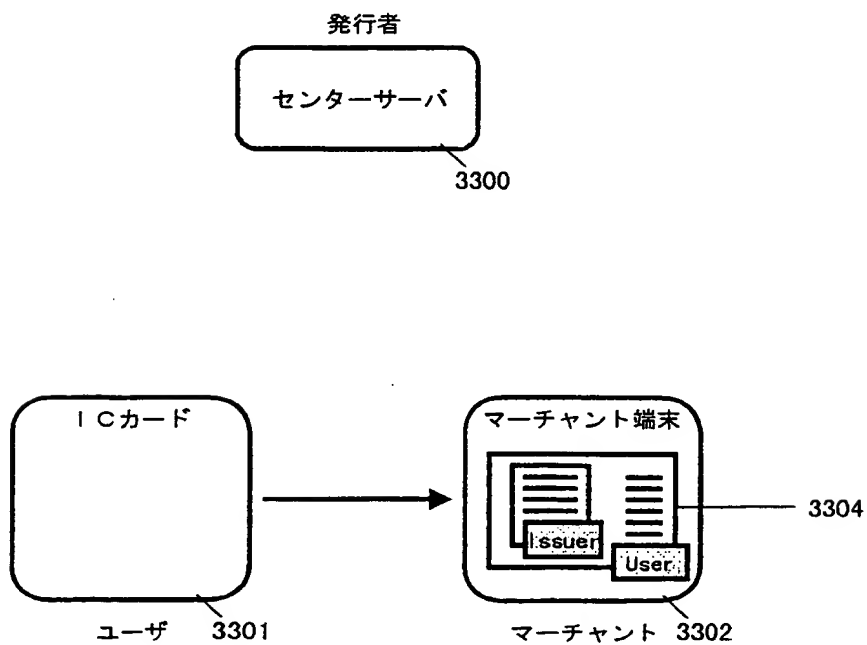 発行者
センターサーバ
3300
ICカード
マーチャント端末
Issuer
User
3304
ユーザ 3301
マーチャント 3302